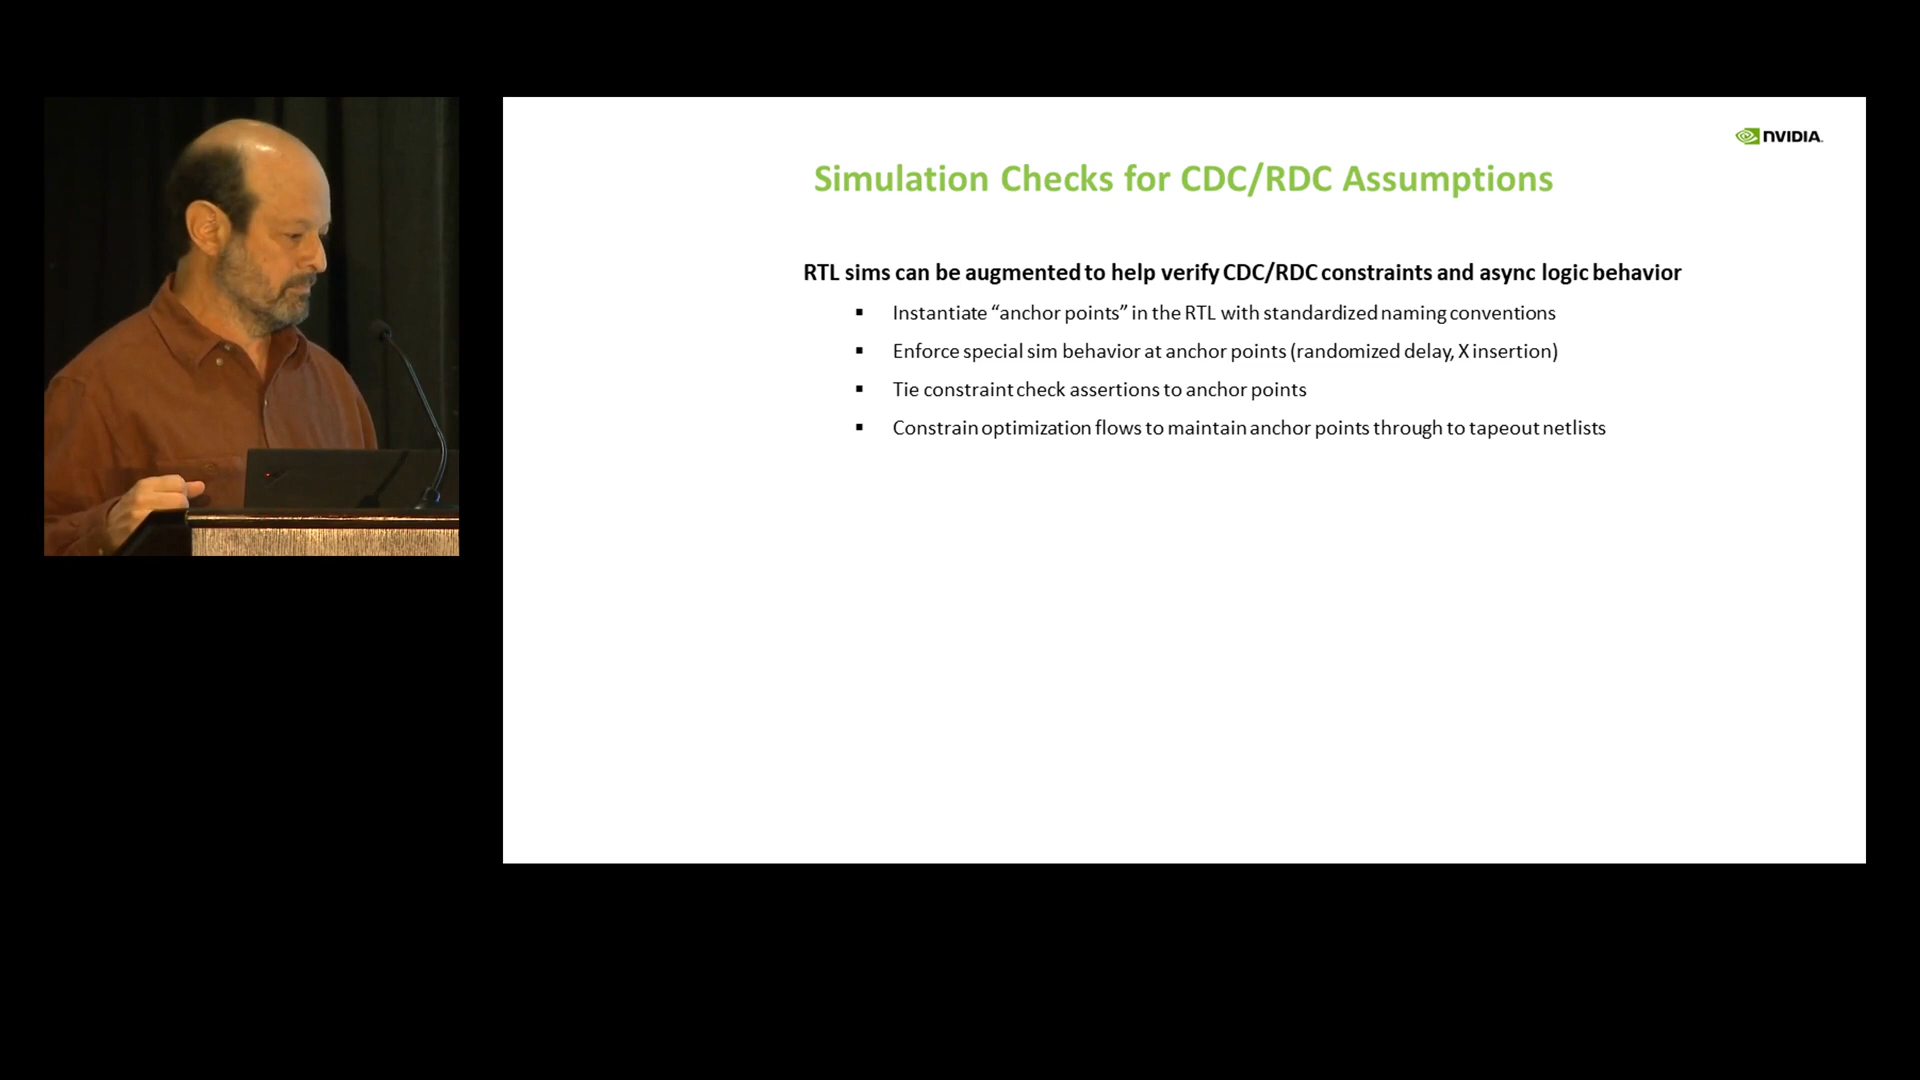 NVIDIA.
Simulation Checks for CDC/RDC Assumptions
RTL sims can be augmented to help verify CDC/RDC constraints and async logic behavior
▪ Instantiate “anchor points” in the RTL with standardized naming conventions
▪ Enforce special sim behavior at anchor points (randomized delay, X insertion)
▪ Tie constraint check assertions to anchor points
▪ Constrain optimization flows to maintain anchor points through to tapeout netlists